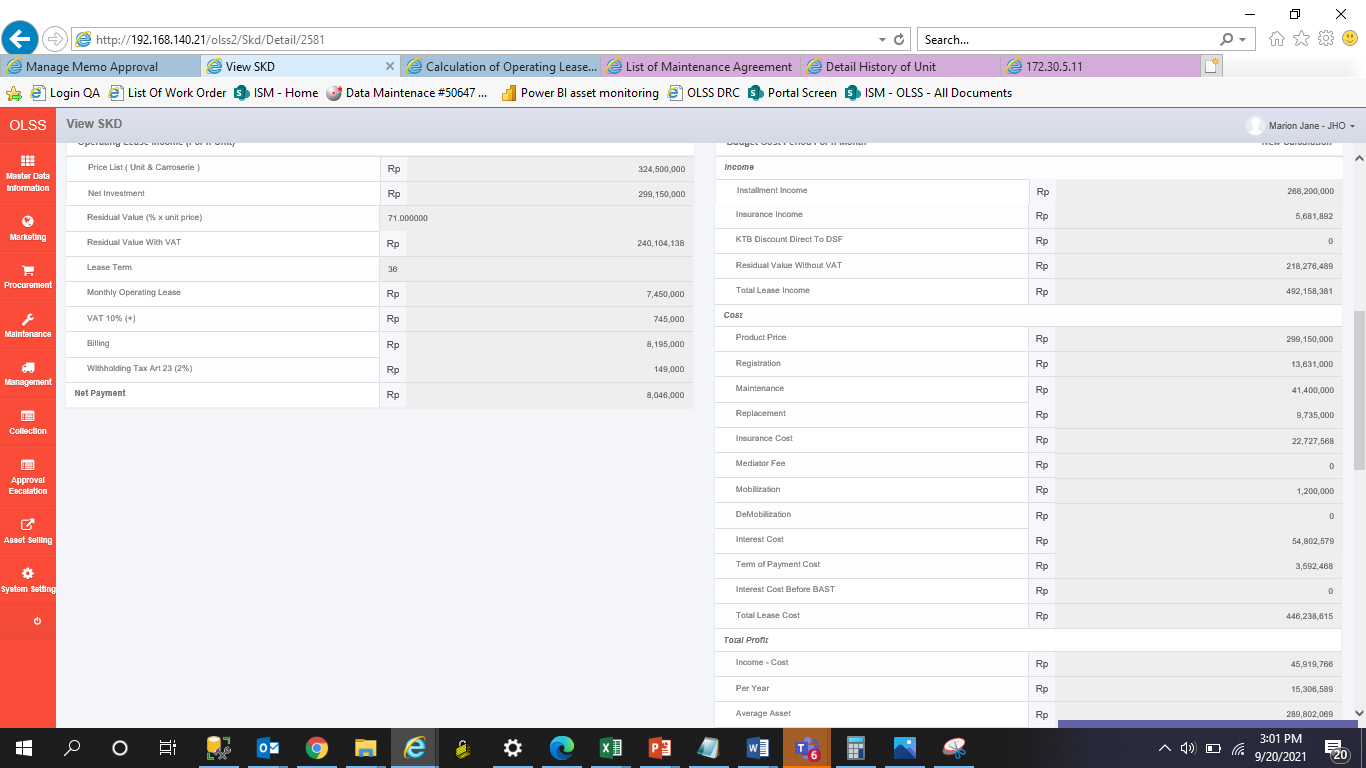 http://192.168.140.21/olss2/Skd/Detail/2581
Search...
Manage Memo Approval
View SKD
Calculation of Operating Lease...
List of Maintenance Agreement
Detail History of Unit
172.30.5.11
Login QA
List Of Work Order
ISM - Home
Data Maintenace #50647 ...
Power BI asset monitoring
OLSS DRC
Portal Screen
ISM - OLSS - All Documents
OLSS
View SKD
Marion Jane - JHO
Master Data
Information
Marketing
Procurement
Maintenance
Management
Collection
Approval
Escalation
Asset Selling
System Setting
Price List ( Unit & Carroserie ) Rp 324,500,000
Net Investment Rp 299,150,000
Residual Value (% x unit price) 71.000000
Residual Value With VAT Rp 240,104,138
Lease Term 36
Monthly Operating Lease Rp 7,450,000
VAT 10% (+) Rp 745,000
Billing Rp 8,195,000
Withholding Tax Art 23 (2%) Rp 149,000
Net Payment Rp 8,046,000
Income
Installment Income Rp 268,200,000
Insurance Income Rp 5,681,892
KTB Discount Direct To DSF Rp 0
Residual Value Without VAT Rp 218,276,489
Total Lease Income Rp 492,158,381
Cost
Product Price Rp 299,150,000
Registration Rp 13,631,000
Maintenance Rp 41,400,000
Replacement Rp 9,735,000
Insurance Cost Rp 22,727,568
Mediator Fee Rp 0
Mobilization Rp 1,200,000
DeMobilization Rp 0
Interest Cost Rp 54,802,579
Term of Payment Cost Rp 3,592,468
Interest Cost Before BAST Rp 0
Total Lease Cost Rp 446,238,615
Total Profit
Income - Cost Rp 45,919,766
Per Year Rp 15,306,589
Average Asset Rp 289,802,069
6
3:01 PM
9/20/2021
20